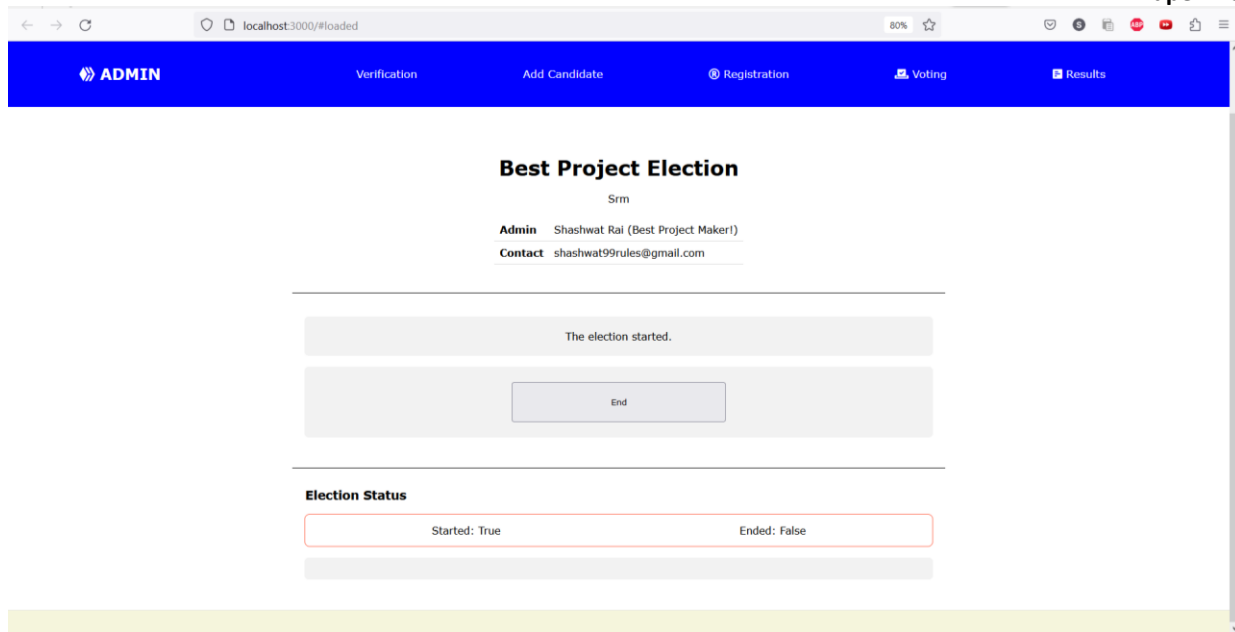 localhost:3000/#loaded 80%
ADMIN Verification Add Candidate ® Registration Voting Results
Best Project Election
Srm
Admin Shashwat Rai (Best Project Maker!)
Contact shashwat99rules@gmail.com
The election started.
End
Election Status
Started: True Ended: False